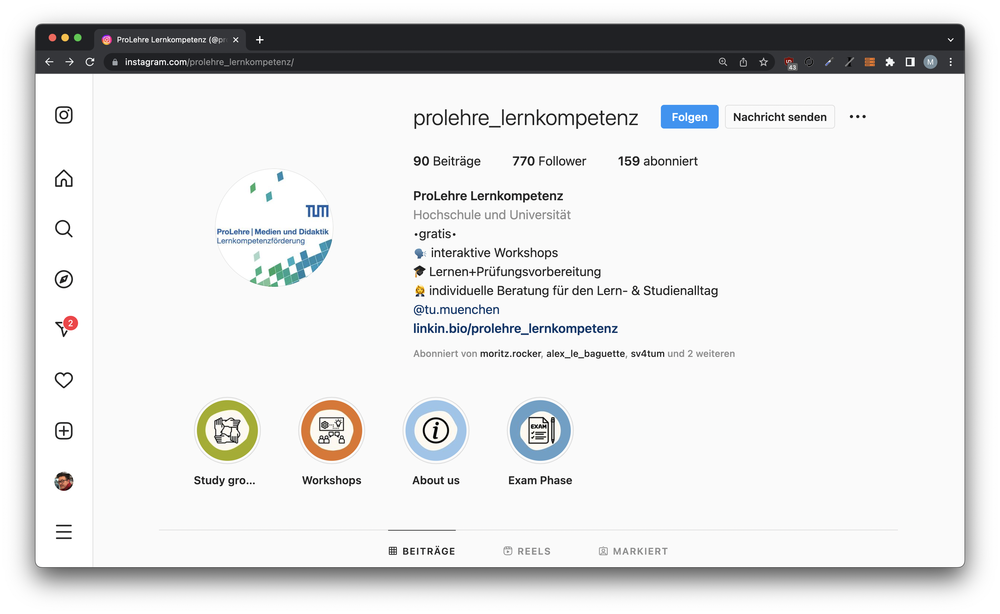 ProLehre Lernkompetenz (@pr
instagram.com/prolehre_lernkompetenz/
43
M
prolehre_lernkompetenz
Folgen
Nachricht senden
90 Beiträge
770 Follower
159 abonniert
TUM
ProLehre | Medien und Didaktik
Lernkompetenzförderung
ProLehre Lernkompetenz
Hochschule und Universität
•gratis•
🗣️ interaktive Workshops
🎓 Lernen+Prüfungsvorbereitung
👩‍💼 individuelle Beratung für den Lern- & Studienalltag
@tu.muenchen
linkin.bio/prolehre_lernkompetenz
Abonniert von moritz.rocker, alex_le_baguette, sv4tum und 2 weiteren
2
EXAM
Study gro...
Workshops
About us
Exam Phase
BEITRÄGE
REELS
MARKIERT